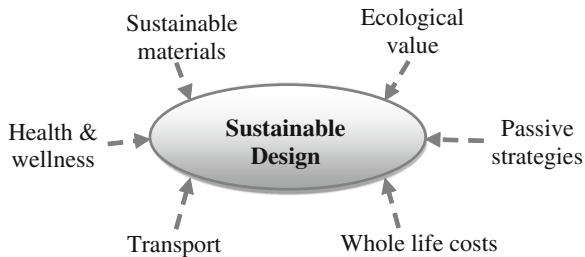 Sustainable
materials
Ecological
value
Health &
wellness
Sustainable
Design
Passive
strategies
Transport
Whole life costs